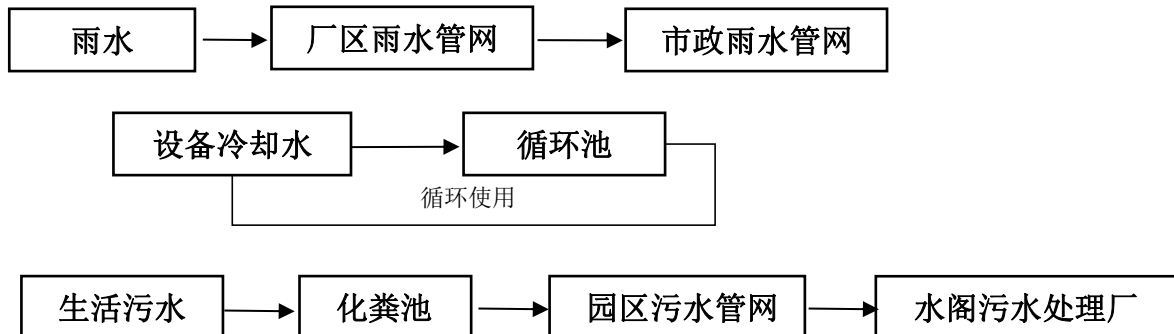 雨水 厂区雨水管网 市政雨水管网
设备冷却水 循环池
循环使用
生活污水 化粪池 园区污水管网 水阁污水处理厂